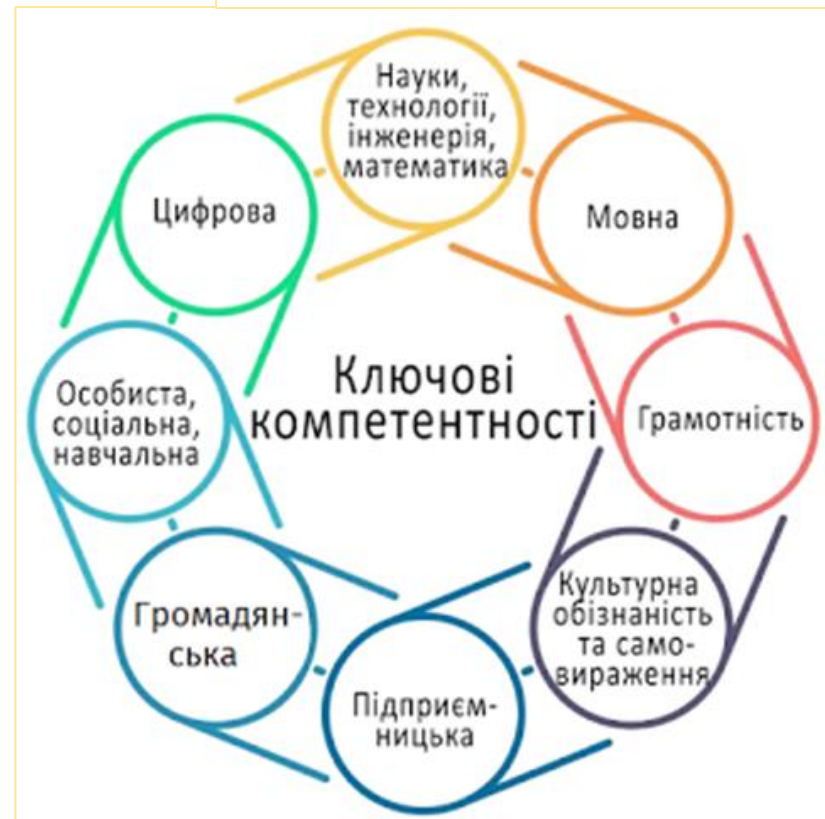 Науки,
технології,
інженерія,
математика
Мовна
Грамотність
Культурна
обізнаність
та само-
вираження
Підприєм-
ницька
Громадян-
ська
Особиста,
соціальна,
навчальна
Цифрова
Ключові
компетентності